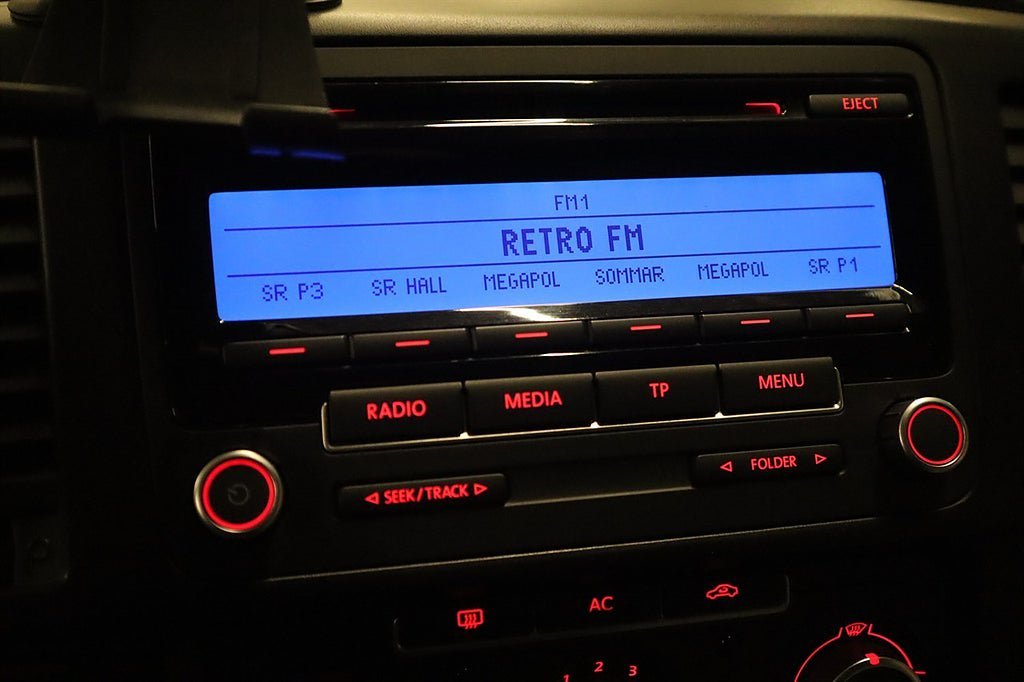 EJECT
FM1
RETRO FM
SR P3 SR HALL MEGAPOL SOMMAR MEGAPOL SR P1
RADIO MEDIA TP MENU
SEEK/TRACK FOLDER
AC
1 2 3